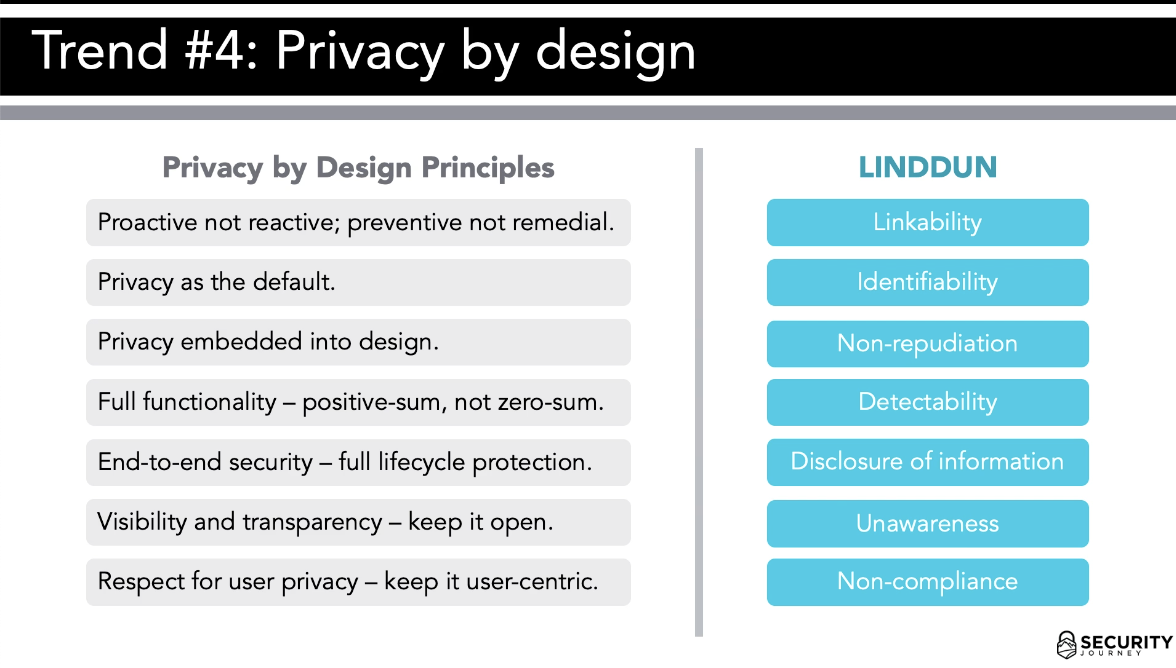 Trend #4: Privacy by design
Privacy by Design Principles
Proactive not reactive; preventive not remedial.
Privacy as the default.
Privacy embedded into design.
Full functionality – positive-sum, not zero-sum.
End-to-end security – full lifecycle protection.
Visibility and transparency – keep it open.
Respect for user privacy – keep it user-centric.
LINDDUN
Linkability
Identifiability
Non-repudiation
Detectability
Disclosure of information
Unawareness
Non-compliance
SECURITY
JOURNEY